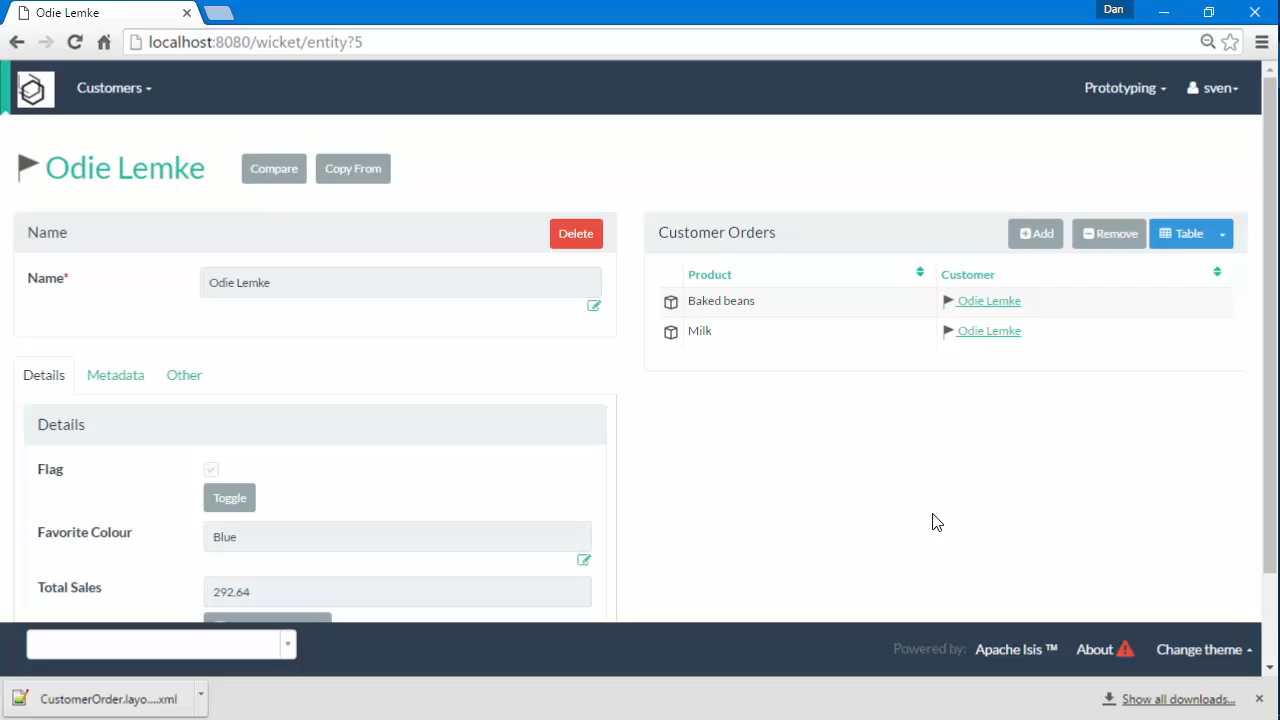 Odie Lemke
Dan
localhost:8080/wicket/entity?5
Customers
Prototyping
sven
Odie Lemke
Compare
Copy From
Name
Delete
Name*
Odie Lemke
Details
Metadata
Other
Details
Flag
Toggle
Favorite Colour
Blue
Total Sales
292.64
Customer Orders
Add
Remove
Table
Product
Customer
Baked beans
Odie Lemke
Milk
Odie Lemke
Powered by:
Apache Isis ™
About
Change theme
CustomerOrder.layo....xml
Show all downloads...